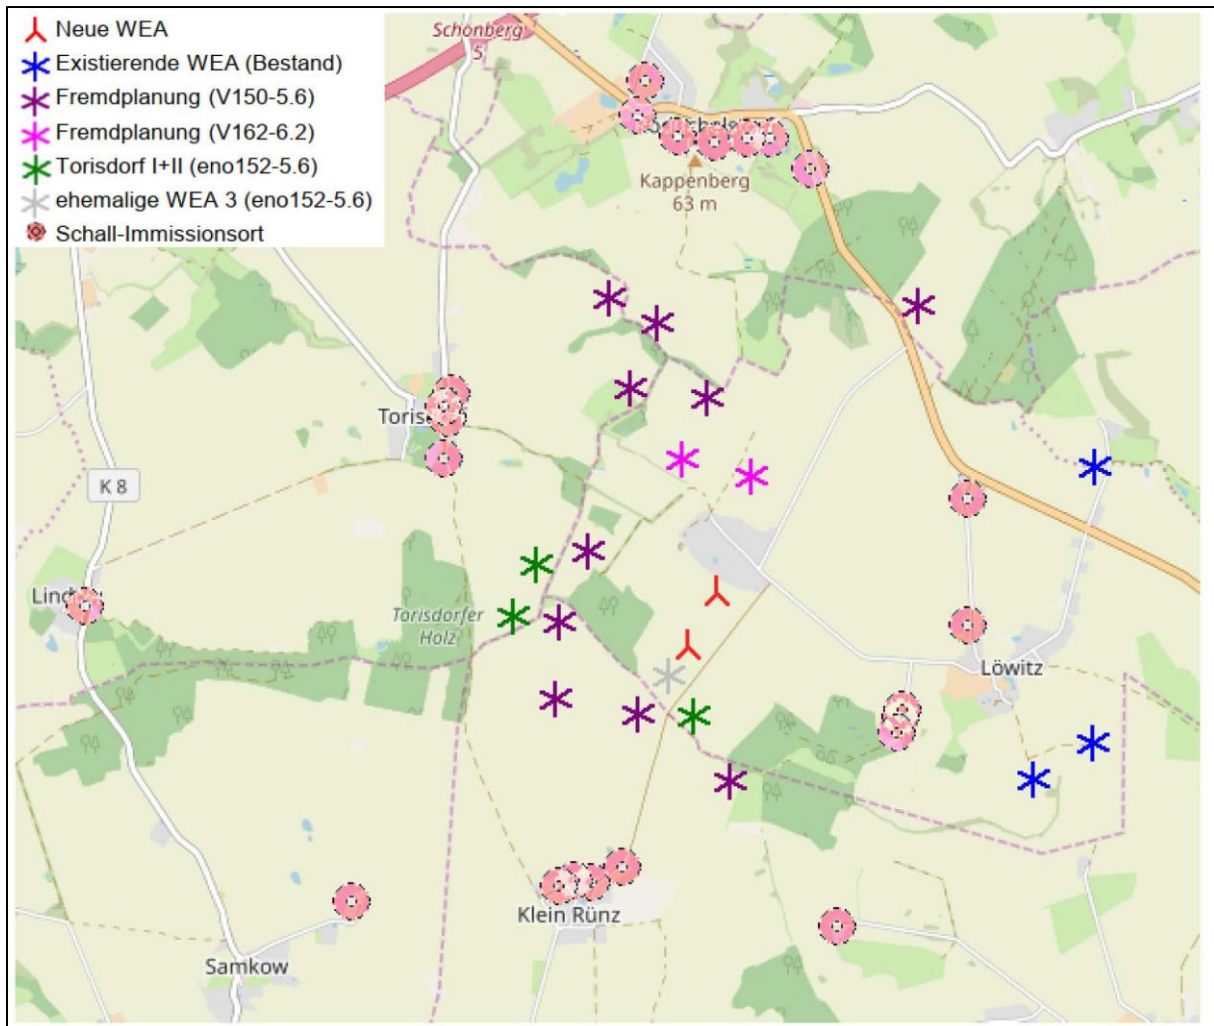 Neue WEA
Existierende WEA (Bestand)
Fremdplanung (V150-5.6)
Fremdplanung (V162-6.2)
Torisdorf I+II (eno152-5.6)
ehemalige WEA 3 (eno152-5.6)
Schall-Immissionsort
Schönberg
5
Kappenberg
63 m
K 8
Torisdorfer
Holz
Löwitz
Klein Rünz
Samkow